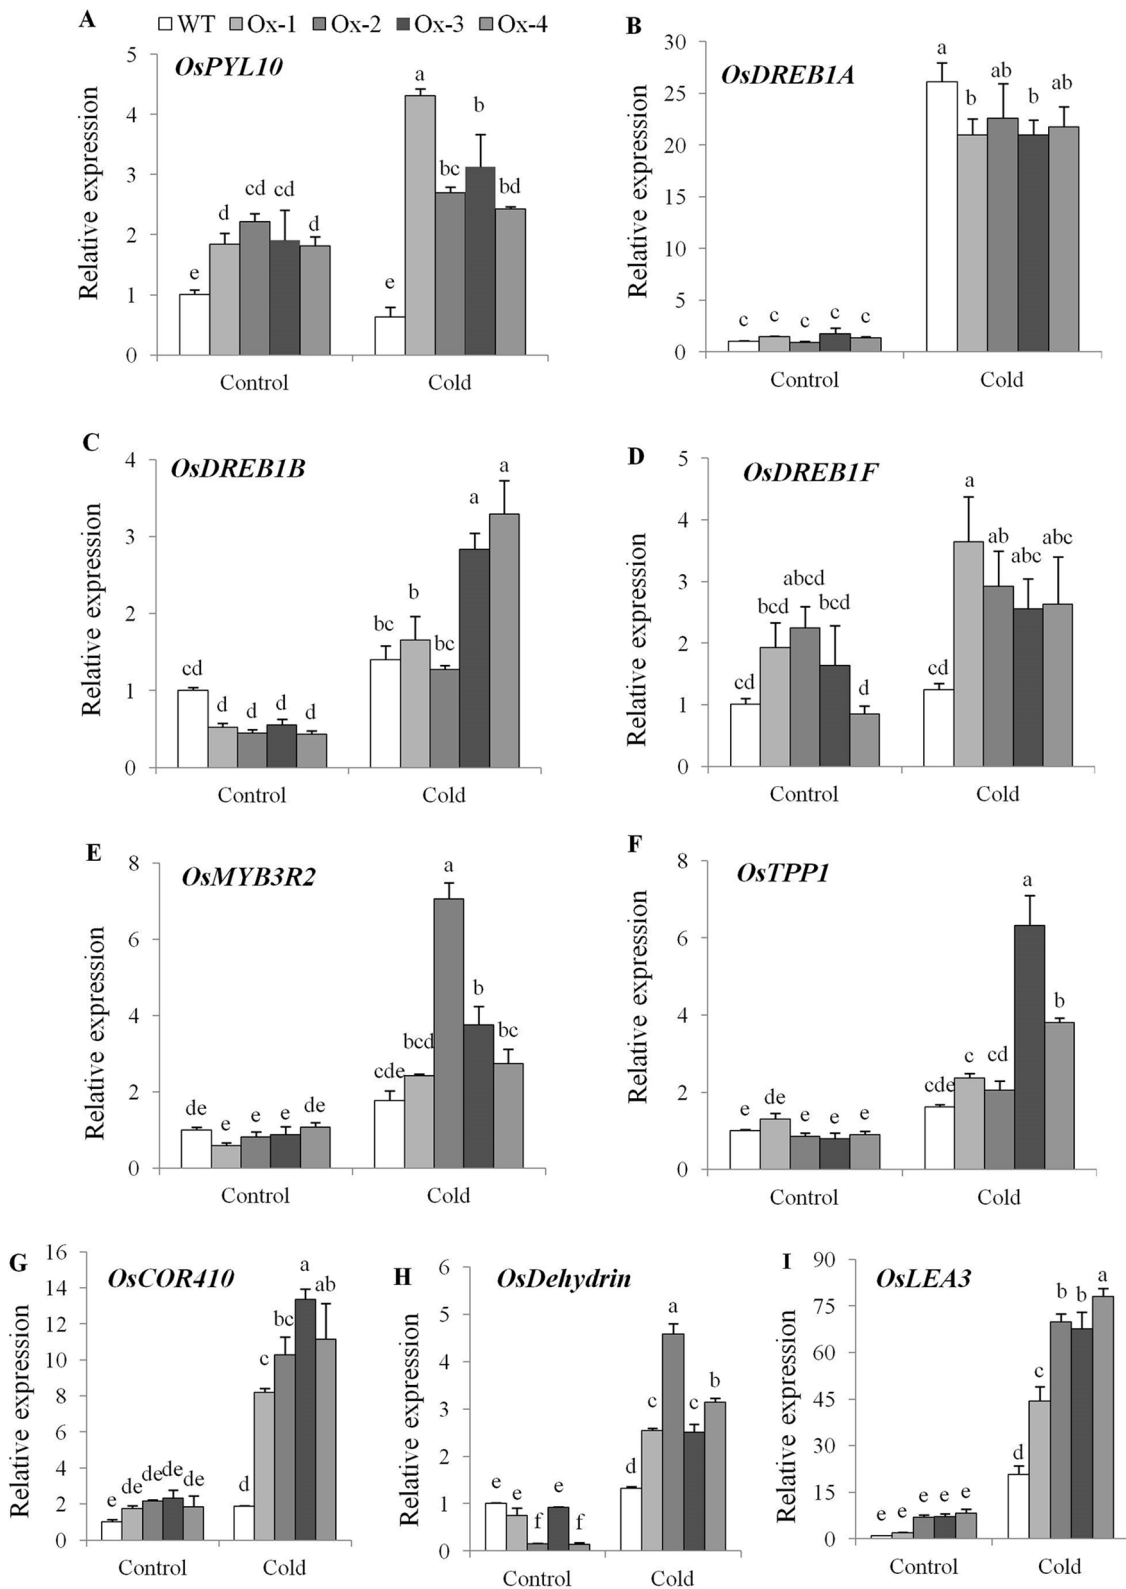 A
WT Ox-1 Ox-2 Ox-3 Ox-4
OsPYL10
Relative expression
5
4
3
2
1
0
e d cd cd d
e a bc b bd
Control Cold
B
OsDREB1A
Relative expression
30
25
20
15
10
5
0
c c c c c
a b ab b ab
Control Cold
C
OsDREB1B
Relative expression
4
3
2
1
0
cd d d d d
bc b bc a a
Control Cold
D
OsDREB1F
Relative expression
5
4
3
2
1
0
cd bcd abcd bcd d
cd a ab abc abc
Control Cold
E
OsMYB3R2
Relative expression
8
6
4
2
0
de e e e de
cde bcd a b bc
Control Cold
F
OsTPP1
Relative expression
8
6
4
2
0
e de e e e
cde c cd a b
Control Cold
G
OsCOR410
Relative expression
16
14
12
10
8
6
4
2
0
e de de de de
d c bc a ab
Control Cold
H
OsDehydrin
Relative expression
6
5
4
3
2
1
0
e e f e f
d c a c b
Control Cold
I
OsLEA3
Relative expression
90
75
60
45
30
15
0
e e e e e
d c b b a
Control Cold